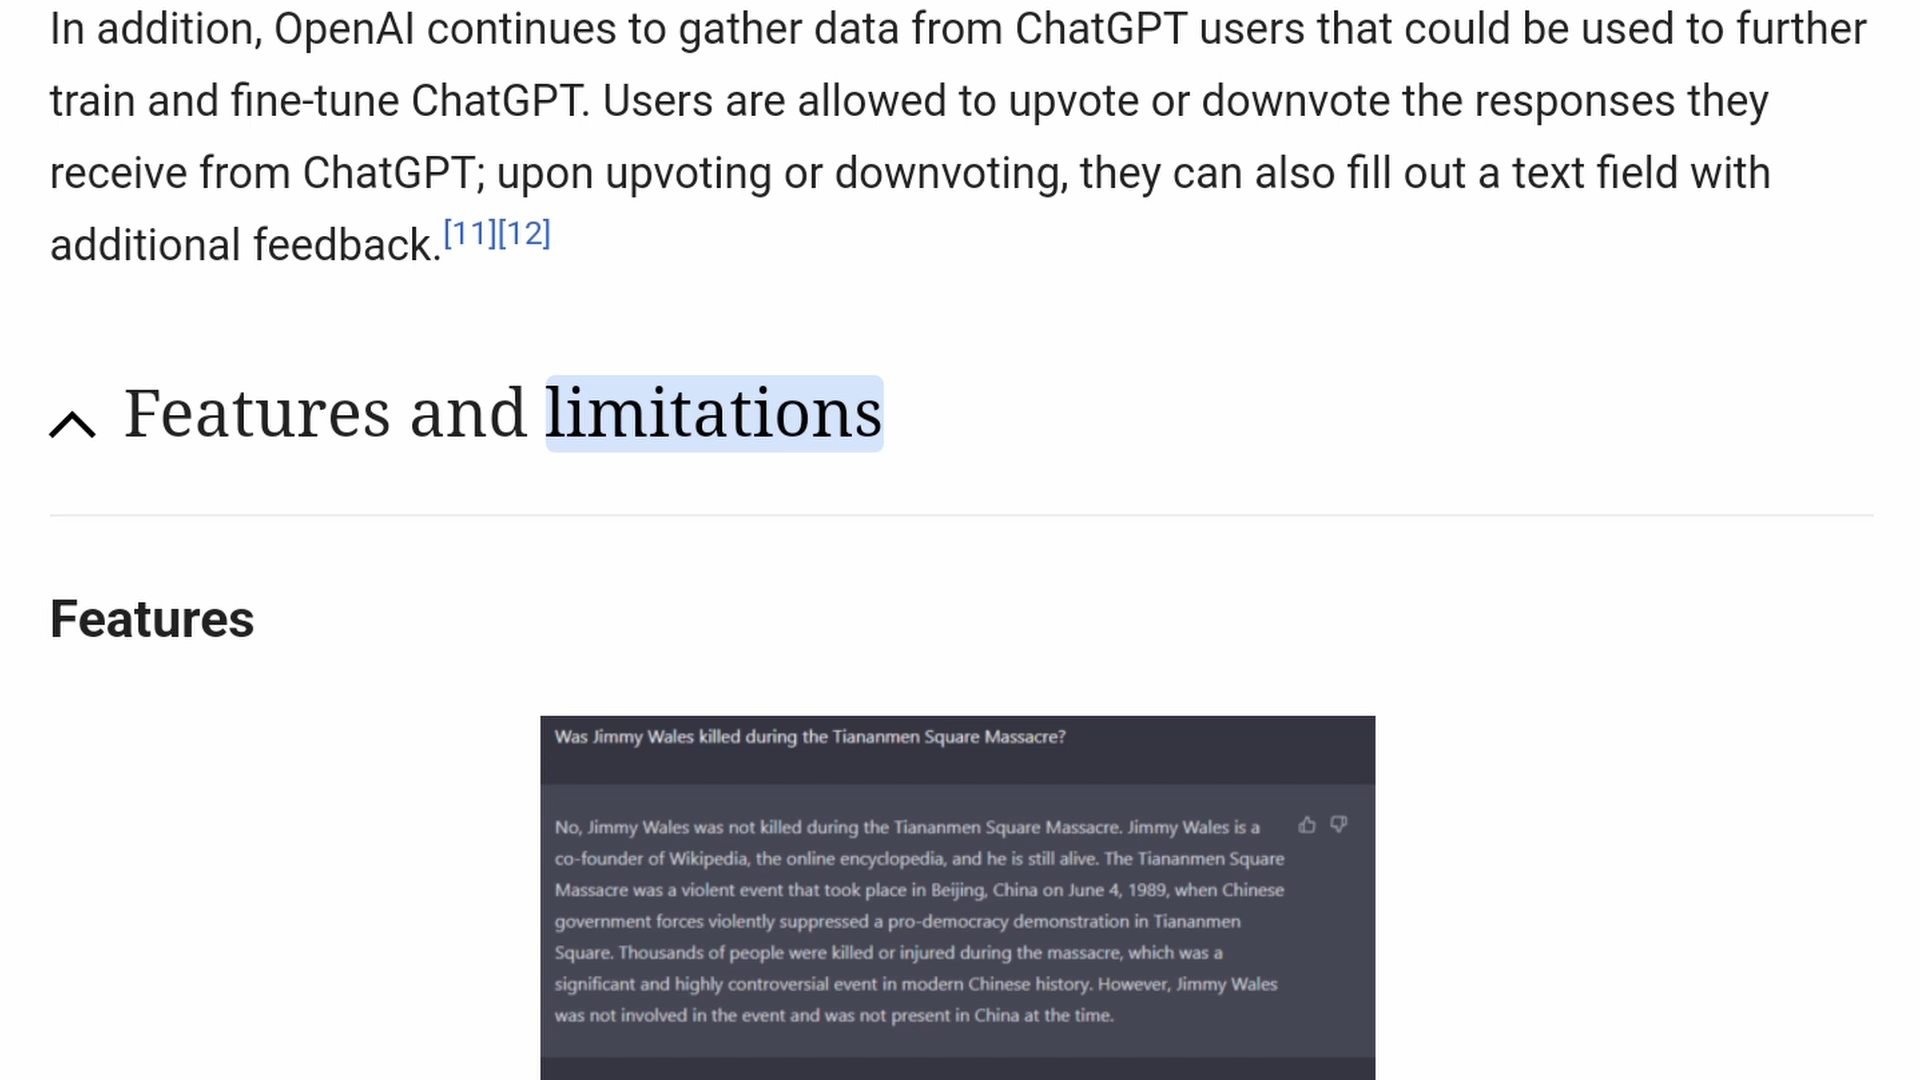 In addition, OpenAI continues to gather data from ChatGPT users that could be used to further
train and fine-tune ChatGPT. Users are allowed to upvote or downvote the responses they
receive from ChatGPT; upon upvoting or downvoting, they can also fill out a text field with
additional feedback.[11][12]
Features and limitations
Features
Was Jimmy Wales killed during the Tiananmen Square Massacre?
No, Jimmy Wales was not killed during the Tiananmen Square Massacre. Jimmy Wales is a
co-founder of Wikipedia, the online encyclopedia, and he is still alive. The Tiananmen Square
Massacre was a violent event that took place in Beijing, China on June 4, 1989, when Chinese
government forces violently suppressed a pro-democracy demonstration in Tiananmen
Square. Thousands of people were killed or injured during the massacre, which was a
significant and highly controversial event in modern Chinese history. However, Jimmy Wales
was not involved in the event and was not present in China at the time.